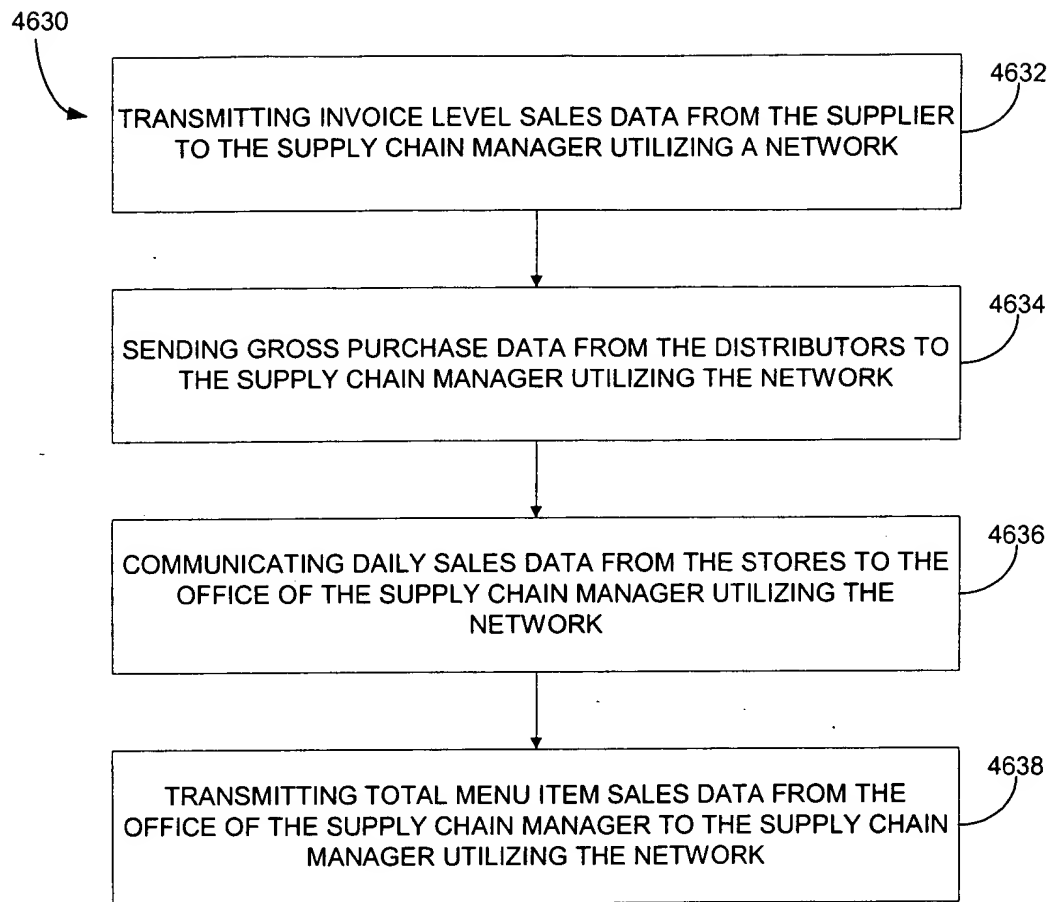 4630
4632
TRANSMITTING INVOICE LEVEL SALES DATA FROM THE SUPPLIER
TO THE SUPPLY CHAIN MANAGER UTILIZING A NETWORK
4634
SENDING GROSS PURCHASE DATA FROM THE DISTRIBUTORS TO
THE SUPPLY CHAIN MANAGER UTILIZING THE NETWORK
4636
COMMUNICATING DAILY SALES DATA FROM THE STORES TO THE
OFFICE OF THE SUPPLY CHAIN MANAGER UTILIZING THE
NETWORK
4638
TRANSMITTING TOTAL MENU ITEM SALES DATA FROM THE
OFFICE OF THE SUPPLY CHAIN MANAGER TO THE SUPPLY CHAIN
MANAGER UTILIZING THE NETWORK